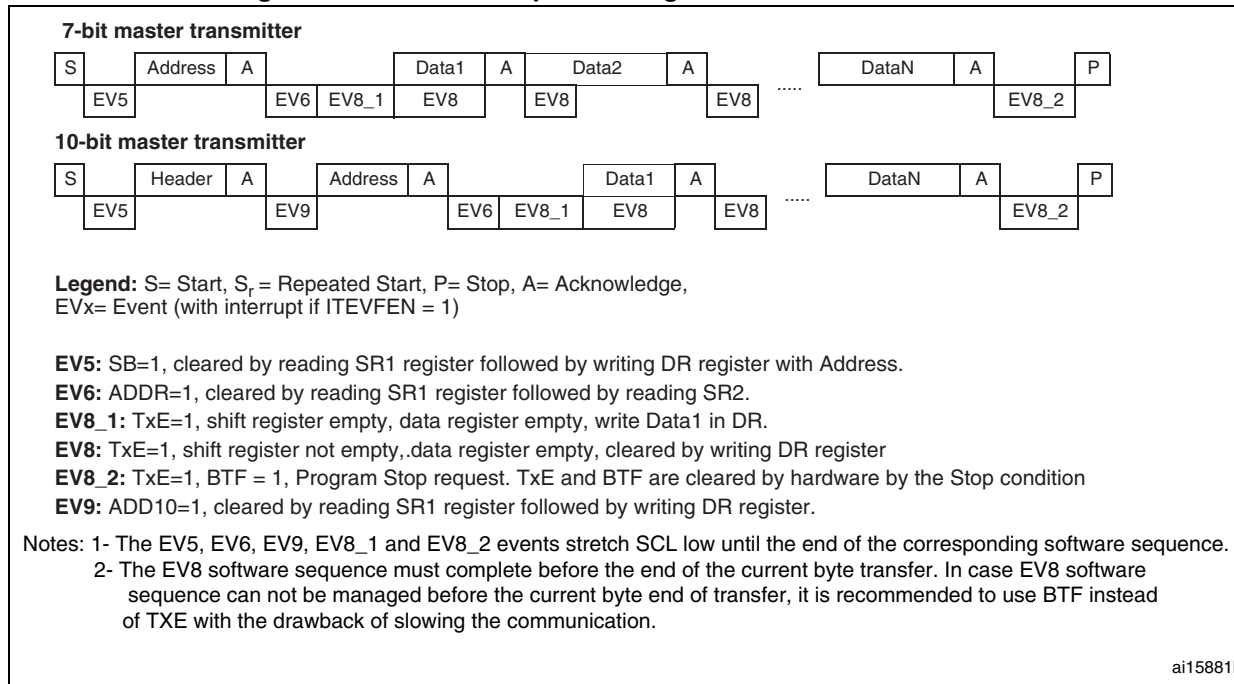 7-bit master transmitter
S Address A Data1 A Data2 A DataN A P
EV5 EV6 EV8_1 EV8 EV8 EV8 ..... EV8_2
10-bit master transmitter
S Header A Address A Data1 A DataN A P
EV5 EV9 EV6 EV8_1 EV8 EV8 ..... EV8_2
Legend: S= Start, Sr = Repeated Start, P= Stop, A= Acknowledge,
EVx= Event (with interrupt if ITEVFEN = 1)
EV5: SB=1, cleared by reading SR1 register followed by writing DR register with Address.
EV6: ADDR=1, cleared by reading SR1 register followed by reading SR2.
EV8_1: TxE=1, shift register empty, data register empty, write Data1 in DR.
EV8: TxE=1, shift register not empty,.data register empty, cleared by writing DR register
EV8_2: TxE=1, BTF = 1, Program Stop request. TxE and BTF are cleared by hardware by the Stop condition
EV9: ADD10=1, cleared by reading SR1 register followed by writing DR register.
Notes: 1- The EV5, EV6, EV9, EV8_1 and EV8_2 events stretch SCL low until the end of the corresponding software sequence.
2- The EV8 software sequence must complete before the end of the current byte transfer. In case EV8 software
sequence can not be managed before the current byte end of transfer, it is recommended to use BTF instead
of TXE with the drawback of slowing the communication.